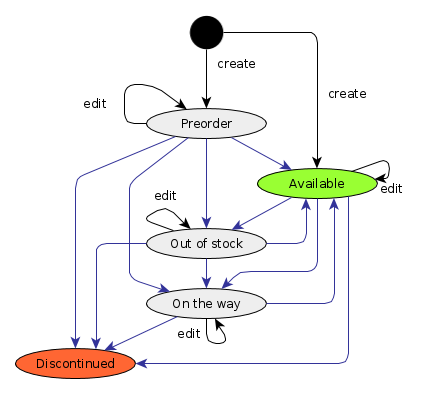 create
create
edit
Preorder
Available
edit
edit
Out of stock
On the way
edit
Discontinued